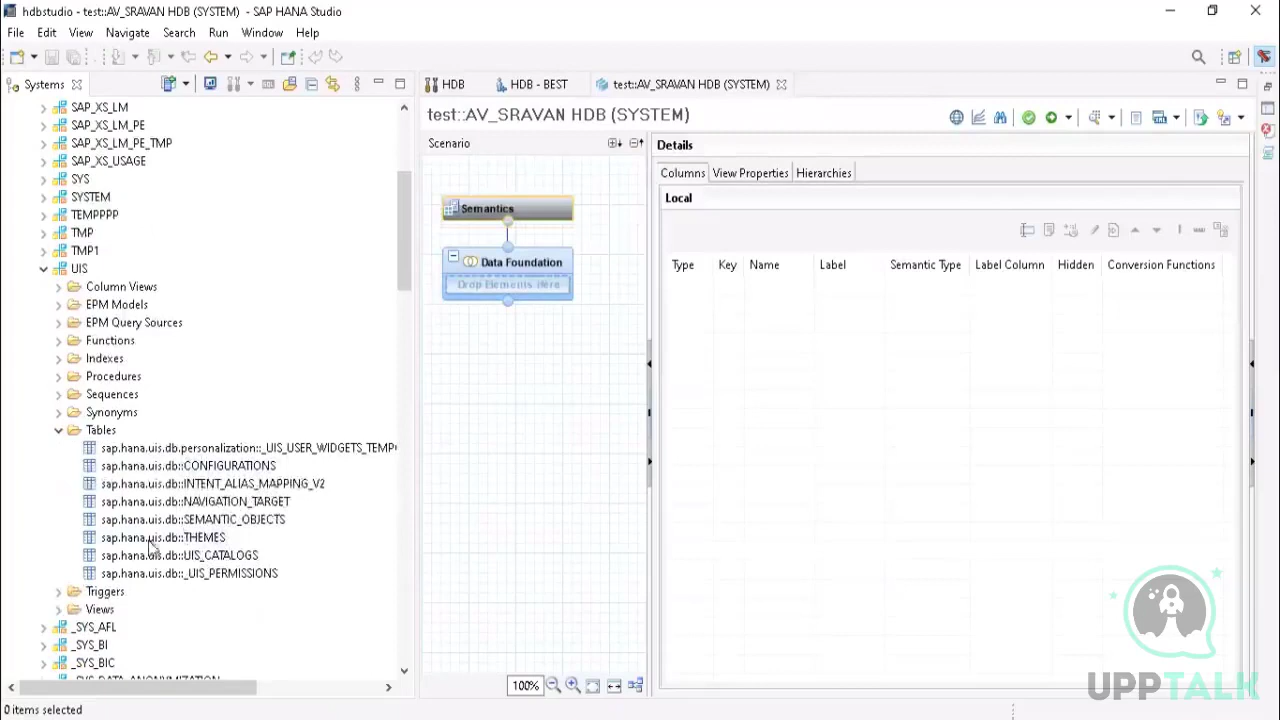 hdbstudio - test::AV_SRAVAN HDB (SYSTEM) - SAP HANA Studio
File Edit View Navigate Search Run Window Help
Systems
HDB
HDB - BEST
test::AV_SRAVAN HDB (SYSTEM)
SAP_XS_LM
SAP_XS_LM_PE
SAP_XS_LM_PE_TMP
SAP_XS_USAGE
SYS
SYSTEM
TEMPPPP
TMP
TMP1
UIS
Column Views
EPM Models
EPM Query Sources
Functions
Indexes
Procedures
Sequences
Synonyms
Tables
sap.hana.uis.db.personalization::_UIS_USER_WIDGETS_TEMP
sap.hana.uis.db::CONFIGURATIONS
sap.hana.uis.db::INTENT_ALIAS_MAPPING_V2
sap.hana.uis.db::NAVIGATION_TARGET
sap.hana.uis.db::SEMANTIC_OBJECTS
sap.hana.uis.db::THEMES
sap.hana.uis.db::UIS_CATALOGS
sap.hana.uis.db::_UIS_PERMISSIONS
Triggers
Views
_SYS_AFL
_SYS_BI
_SYS_BIC
_SYS_DATA_ANONYMIZATION
0 items selected
test::AV_SRAVAN HDB (SYSTEM)
Scenario
Semantics
Data Foundation
Drop Elements Here
100%
Details
Columns View Properties Hierarchies
Local
Type Key Name Label Semantic Type Label Column Hidden Conversion Functions
UPPTALK